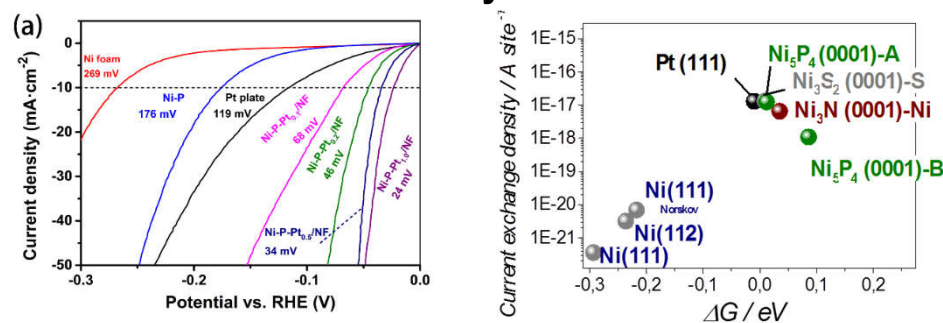 (a)
Current density (mA·cm⁻²)
0
-10
-20
-30
-40
-50
Ni foam
269 mV
Ni-P
176 mV
Pt plate
119 mV
Ni-P-Pt₀.₁/NF
68 mV
Ni-P-Pt₀.₂/NF
46 mV
Ni-P-Pt₀.₅/NF
34 mV
Ni-P-Pt₁.₀/NF
24 mV
-0.3
-0.2
-0.1
0.0
Potential vs. RHE (V)
Current exchange density / A site⁻¹
1E-15
1E-16
1E-17
1E-18
1E-19
1E-20
1E-21
Pt (111)
Ni₅P₄ (0001)-A
Ni₃S₂ (0001)-S
Ni₃N (0001)-Ni
Ni₅P₄ (0001)-B
Ni(111)
Norskov
Ni(112)
Ni(111)
-0,3
-0,2
-0,1
0,0
0,1
0,2
ΔG / eV